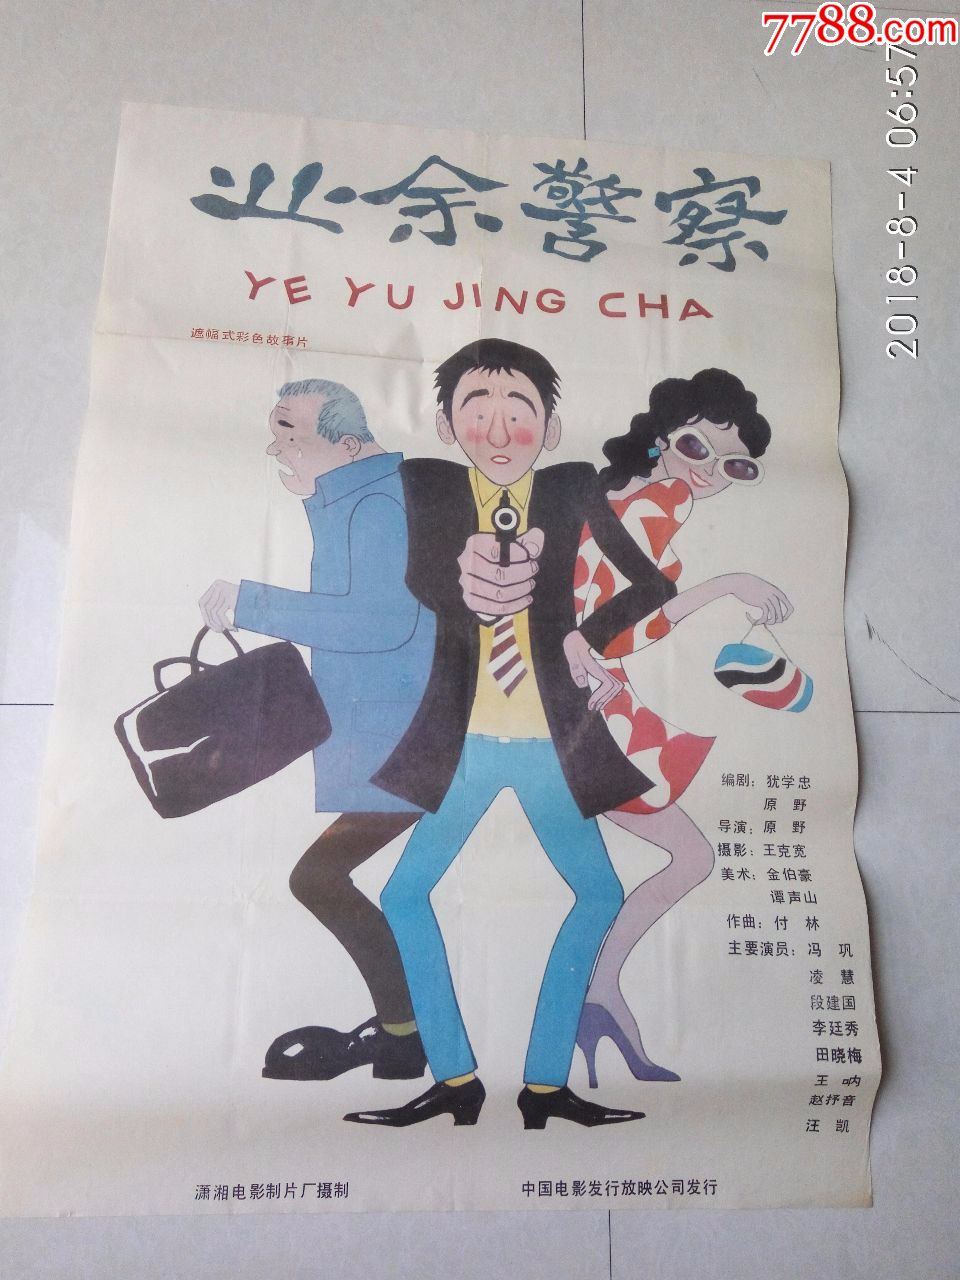 7788.com
2018-8-4 06:57
业余警察
YE YU JING CHA
遮幅式彩色故事片
编剧：犹学忠
原 野
导演：原 野
摄影：王克宽
美术：金伯豪
谭声山
作曲：付 林
主要演员：冯 巩
凌 慧
段建国
李廷秀
田晓梅
王 呐
赵抒音
汪 凯
潇湘电影制片厂摄制
中国电影发行放映公司发行